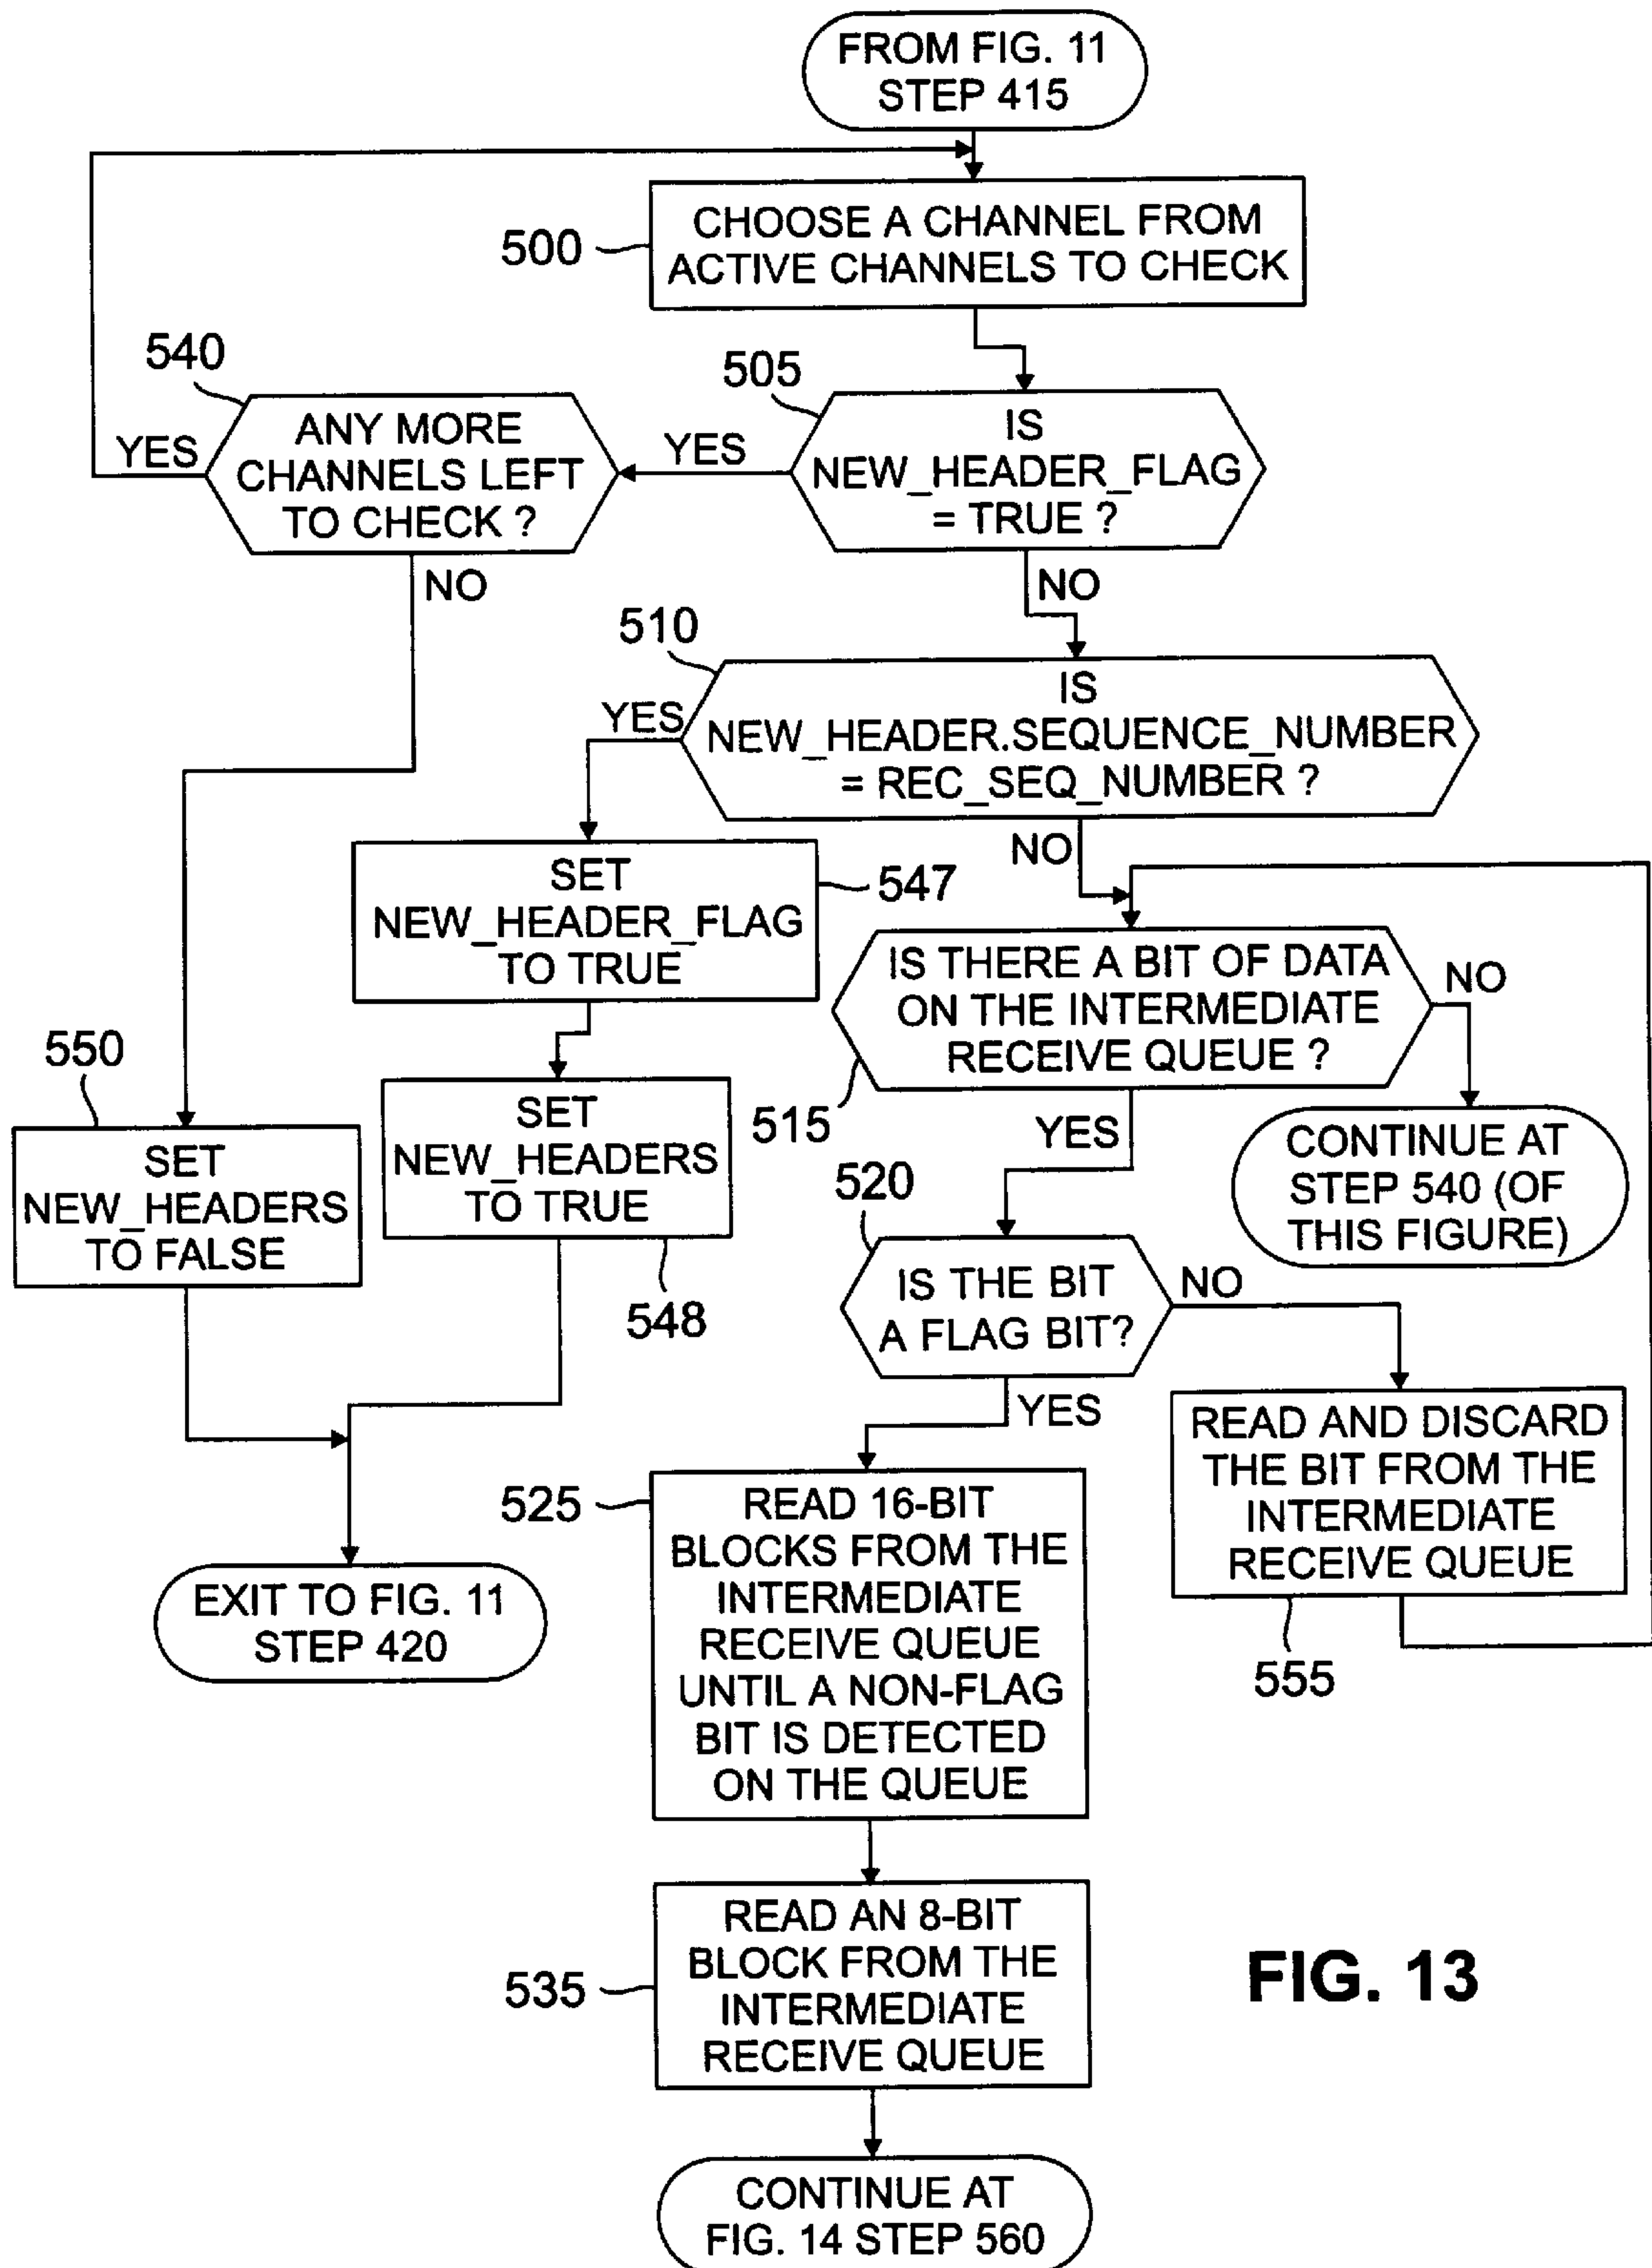 FROM FIG. 11
STEP 415
500
CHOOSE A CHANNEL FROM
ACTIVE CHANNELS TO CHECK
540
ANY MORE
CHANNELS LEFT
TO CHECK ?
YES
NO
505
IS
NEW_HEADER_FLAG
= TRUE ?
YES
NO
510
IS
NEW_HEADER.SEQUENCE_NUMBER
= REC_SEQ_NUMBER ?
YES
NO
547
SET
NEW_HEADER_FLAG
TO TRUE
515
IS THERE A BIT OF DATA
ON THE INTERMEDIATE
RECEIVE QUEUE ?
NO
YES
550
SET
NEW_HEADERS
TO FALSE
SET
NEW_HEADERS
TO TRUE
548
CONTINUE AT
STEP 540 (OF
THIS FIGURE)
520
IS THE BIT
A FLAG BIT?
NO
YES
READ AND DISCARD
THE BIT FROM THE
INTERMEDIATE
RECEIVE QUEUE
555
525
READ 16-BIT
BLOCKS FROM THE
INTERMEDIATE
RECEIVE QUEUE
UNTIL A NON-FLAG
BIT IS DETECTED
ON THE QUEUE
EXIT TO FIG. 11
STEP 420
535
READ AN 8-BIT
BLOCK FROM THE
INTERMEDIATE
RECEIVE QUEUE
FIG. 13
CONTINUE AT
FIG. 14 STEP 560